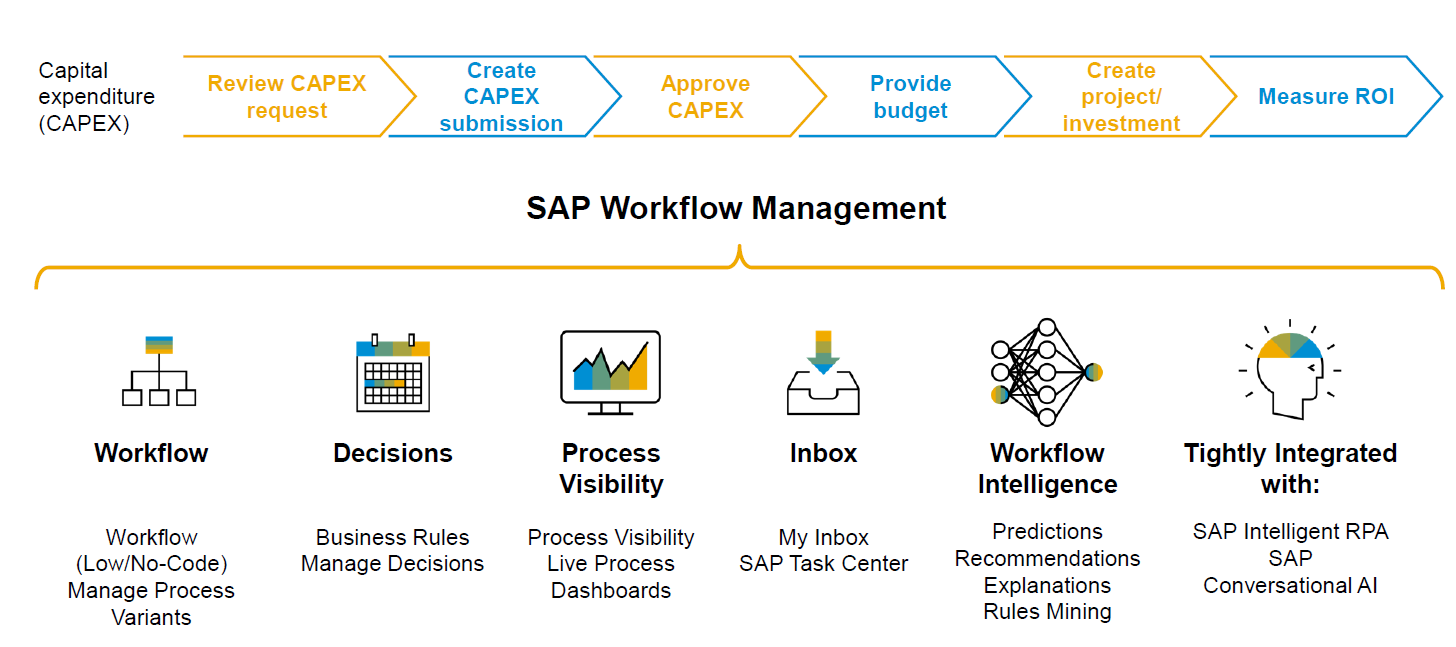 Capital
expenditure
(CAPEX)
Review CAPEX
request
Create
CAPEX
submission
Approve
CAPEX
Provide
budget
Create
project/
investment
Measure ROI
SAP Workflow Management
Workflow
Workflow
(Low/No-Code)
Manage Process
Variants
Decisions
Business Rules
Manage Decisions
Process
Visibility
Process Visibility
Live Process
Dashboards
Inbox
My Inbox
SAP Task Center
Workflow
Intelligence
Predictions
Recommendations
Explanations
Rules Mining
Tightly Integrated
with:
SAP Intelligent RPA
SAP
Conversational AI